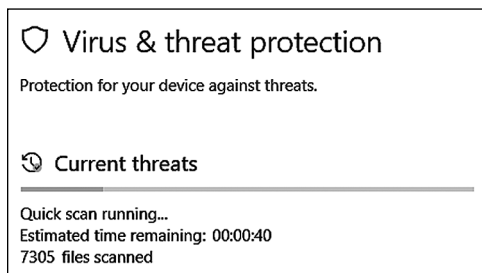 Virus & threat protection
Protection for your device against threats.
Current threats
Quick scan running...
Estimated time remaining: 00:00:40
7305 files scanned